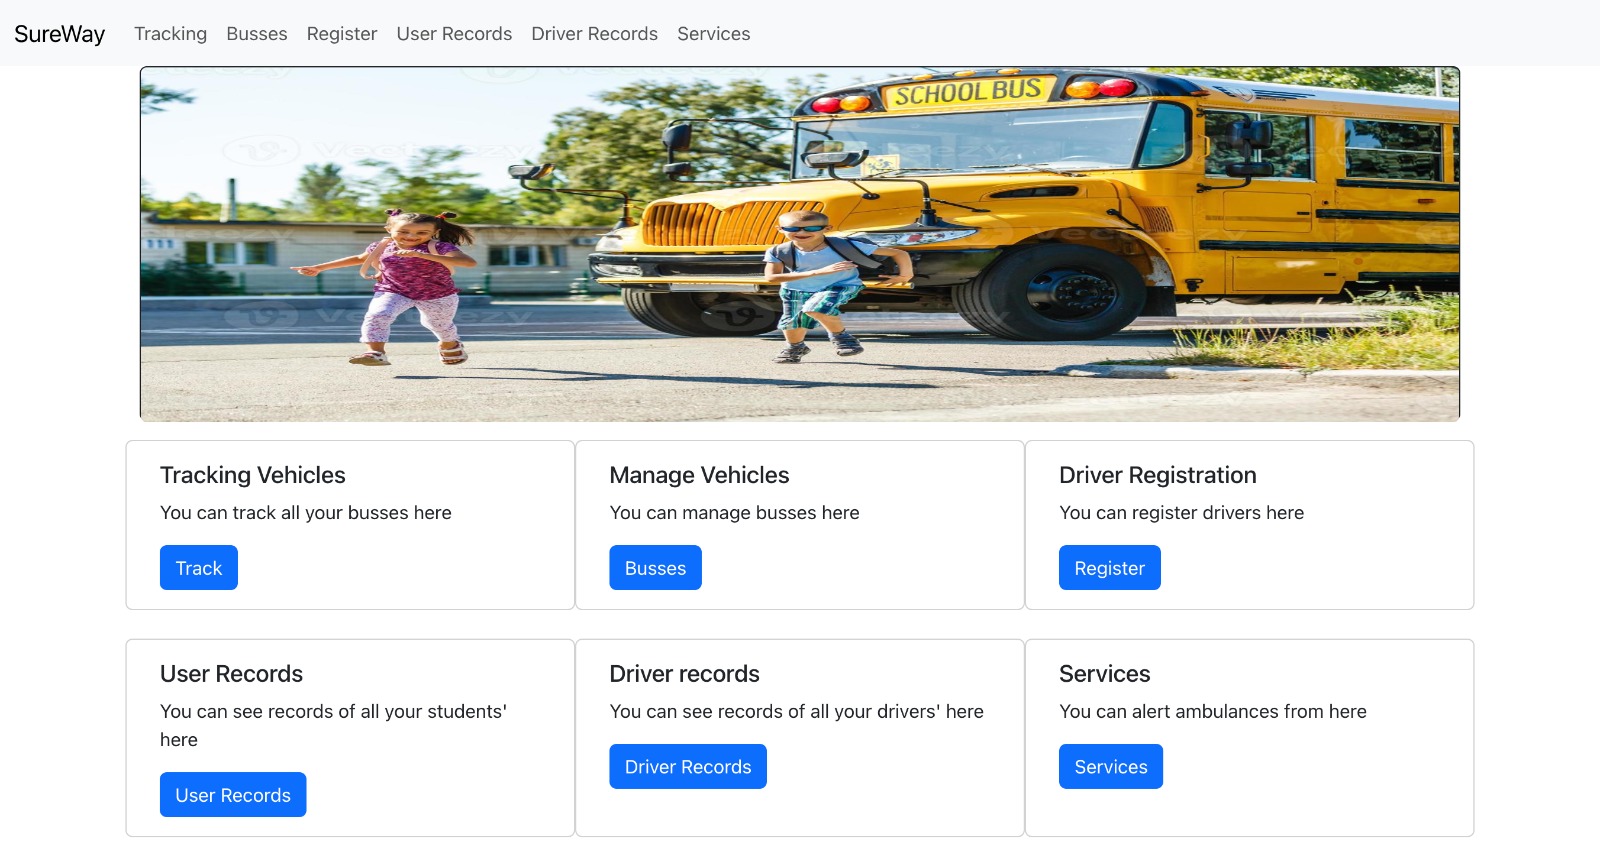 SureWay Tracking Busses Register User Records Driver Records Services
SCHOOL BUS
Vecteezy
Tracking Vehicles
You can track all your busses here
Track
Manage Vehicles
You can manage busses here
Busses
Driver Registration
You can register drivers here
Register
User Records
You can see records of all your students'
here
User Records
Driver records
You can see records of all your drivers' here
Driver Records
Services
You can alert ambulances from here
Services